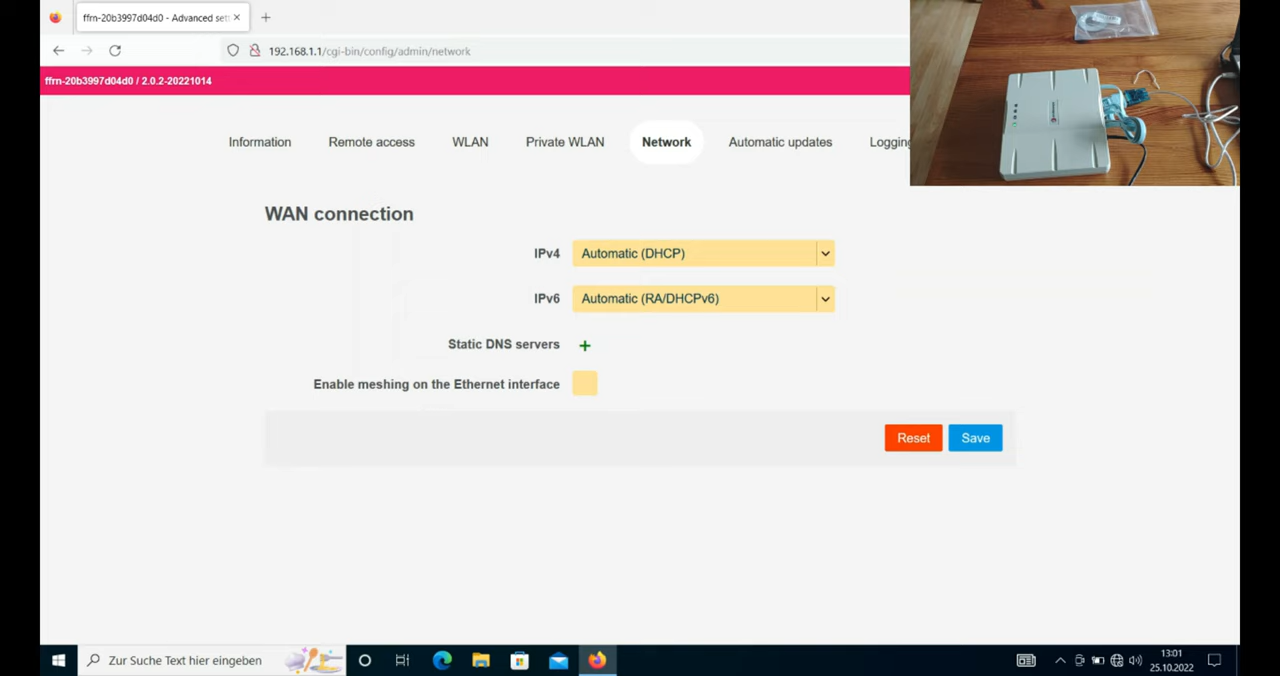 ffrn-20b3997d04d0 - Advanced set
192.168.1.1/cgi-bin/config/admin/network
ffrn-20b3997d04d0 / 2.0.2-20221014
Information Remote access WLAN Private WLAN Network Automatic updates Logging
WAN connection
IPv4 Automatic (DHCP)
IPv6 Automatic (RA/DHCPv6)
Static DNS servers +
Enable meshing on the Ethernet interface
Reset Save
Zur Suche Text hier eingeben
13:01
25.10.2022